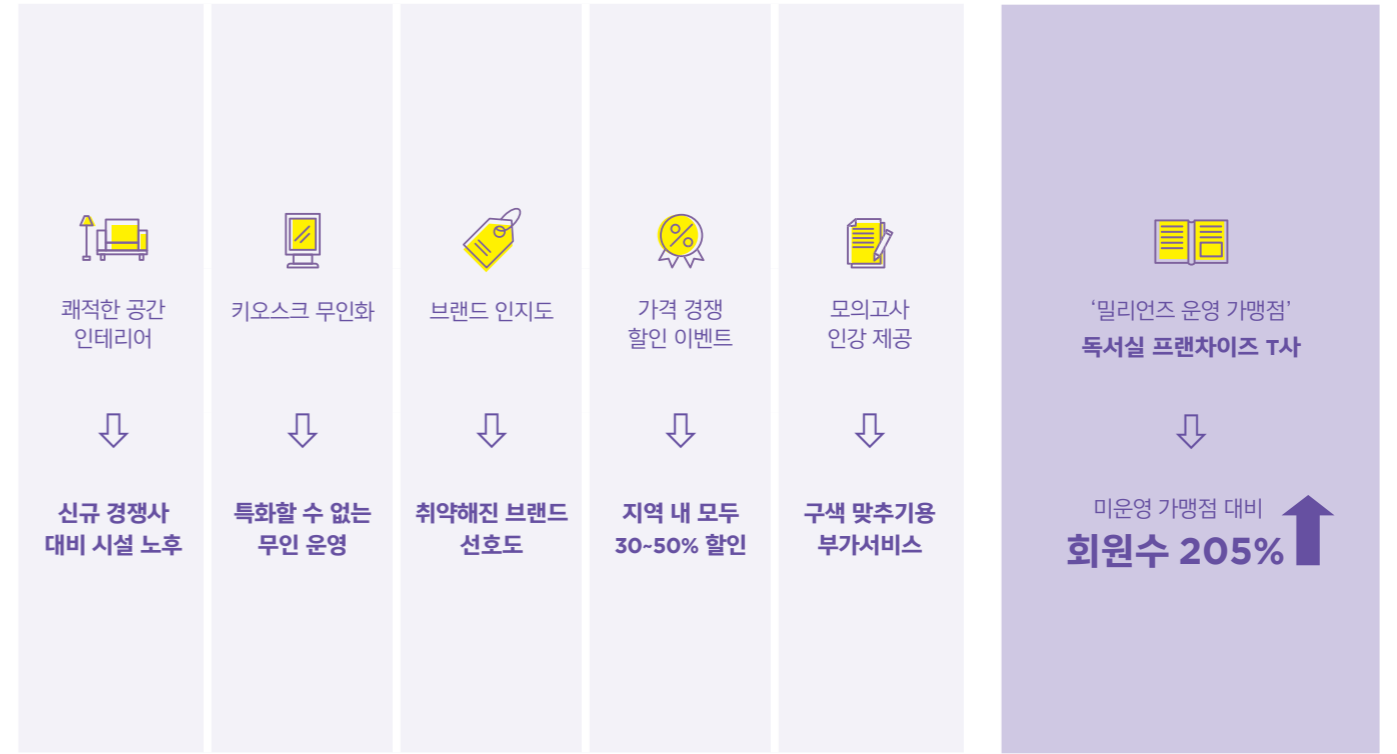 쾌적한 공간
인테리어
신규 경쟁사
대비 시설 노후
키오스크 무인화
특화할 수 없는
무인 운영
브랜드 인지도
취약해진 브랜드
선호도
가격 경쟁
할인 이벤트
지역 내 모두
30~50% 할인
모의고사
인강 제공
구색 맞추기용
부가서비스
‘밀리언즈 운영 가맹점’
독서실 프랜차이즈 T사
미운영 가맹점 대비
회원수 205%